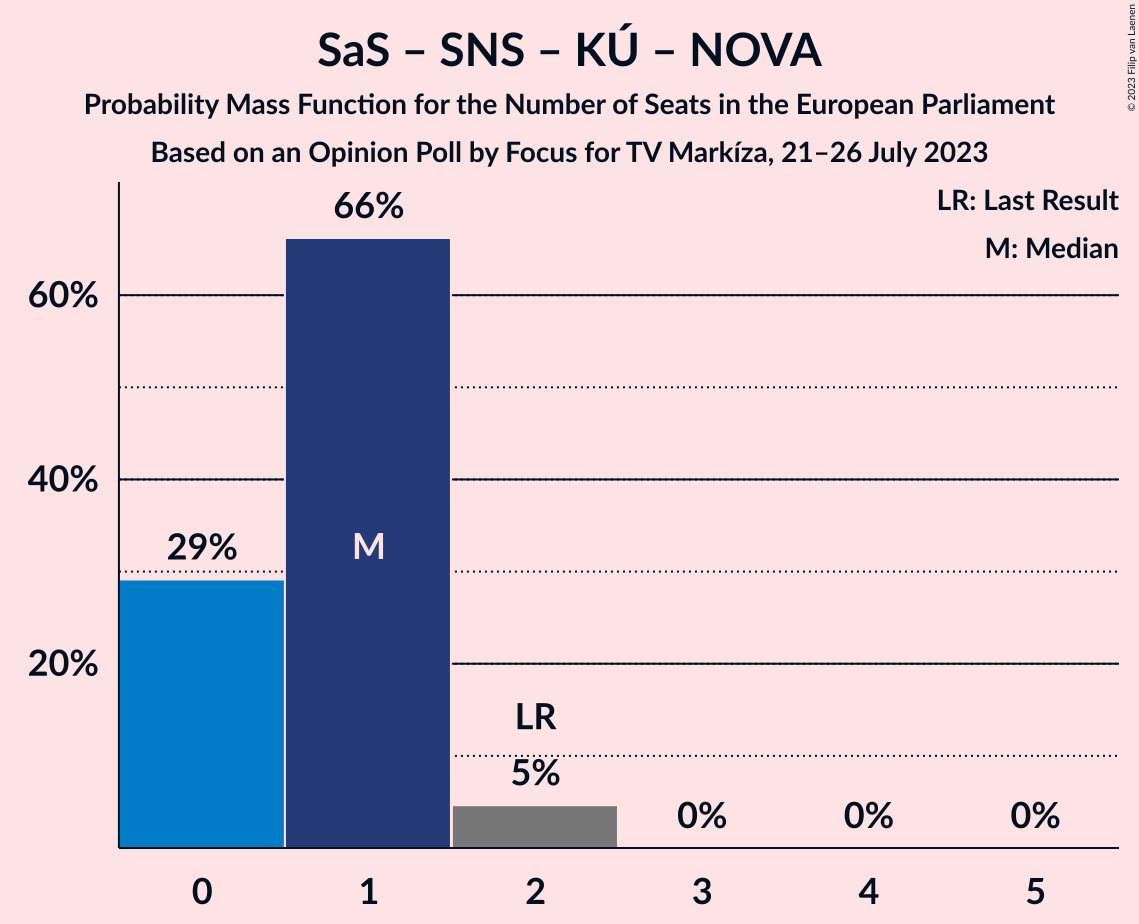 SaS – SNS – KÚ – NOVA
Probability Mass Function for the Number of Seats in the European Parliament
Based on an Opinion Poll by Focus for TV Markíza, 21–26 July 2023
© 2023 Filip van Laenen
LR: Last Result
M: Median
66%
60%
40%
29%
M
20%
LR
5%
0%
0%
0%
0
1
2
3
4
5